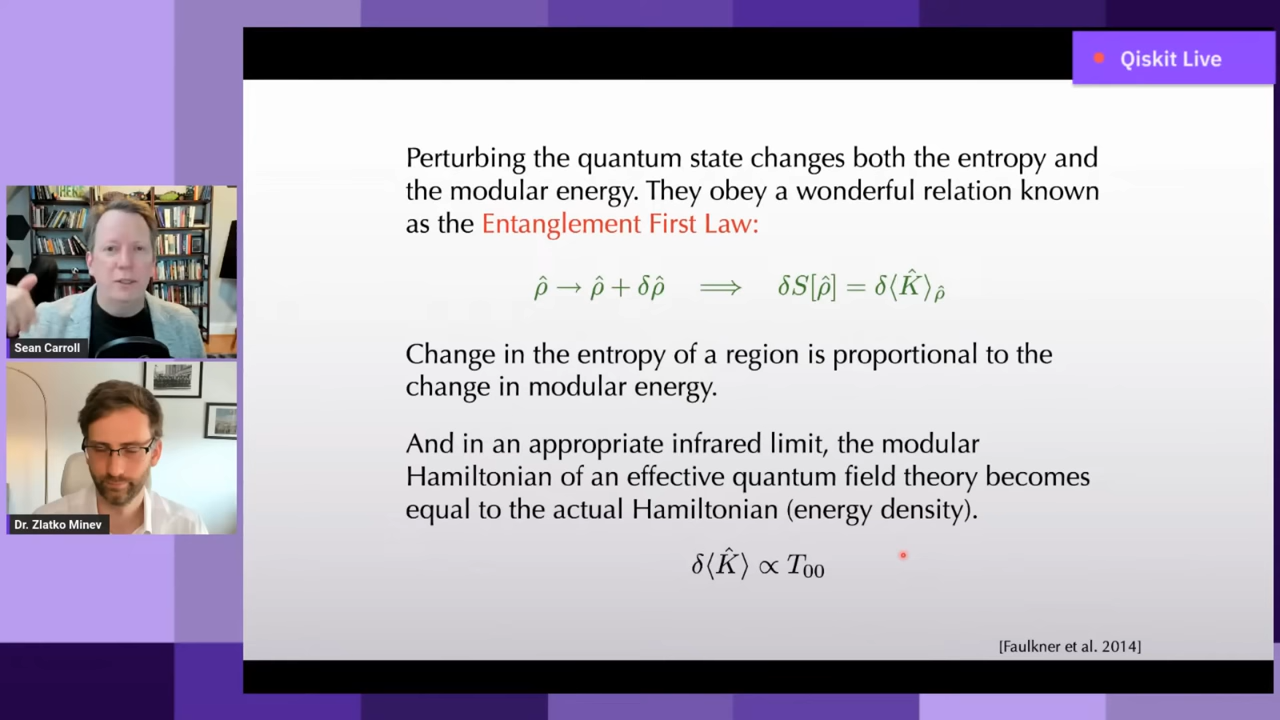 Qiskit Live
Perturbing the quantum state changes both the entropy and
the modular energy. They obey a wonderful relation known
as the Entanglement First Law:
ρ̂ → ρ̂ + δρ̂ ⟹ δS[ρ̂] = δ⟨K̂⟩ρ̂
Change in the entropy of a region is proportional to the
change in modular energy.
And in an appropriate infrared limit, the modular
Hamiltonian of an effective quantum field theory becomes
equal to the actual Hamiltonian (energy density).
δ⟨K̂⟩ ∝ T₀₀
[Faulkner et al. 2014]
Sean Carroll
Dr. Zlatko Minev